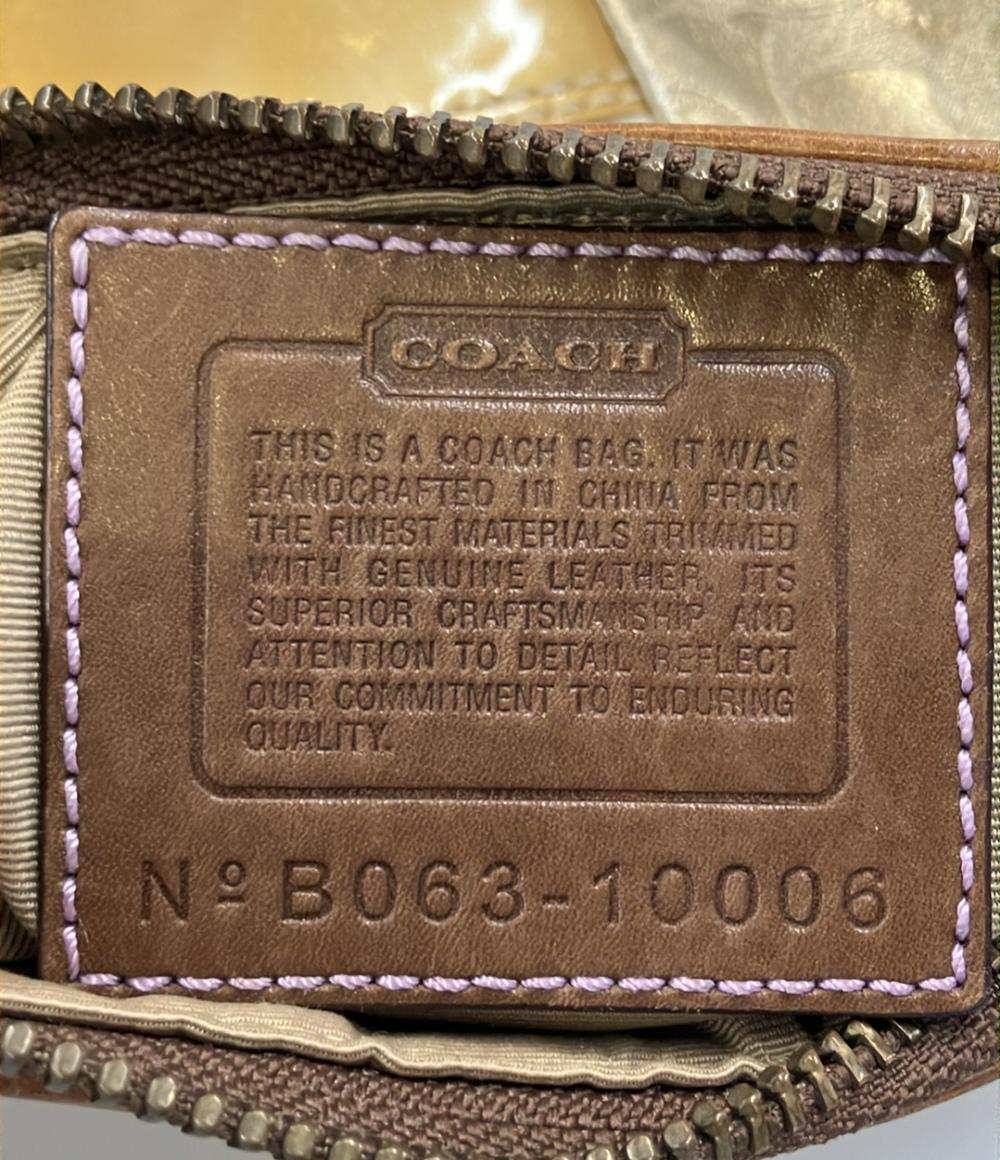 COACH
THIS IS A COACH BAG. IT WAS
HANDCRAFTED IN CHINA FROM
THE FINEST MATERIALS TRIMMED
WITH GENUINE LEATHER. ITS
SUPERIOR CRAFTSMANSHIP AND
ATTENTION TO DETAIL REFLECT
OUR COMMITMENT TO ENDURING
QUALITY.
Nº B063-10006